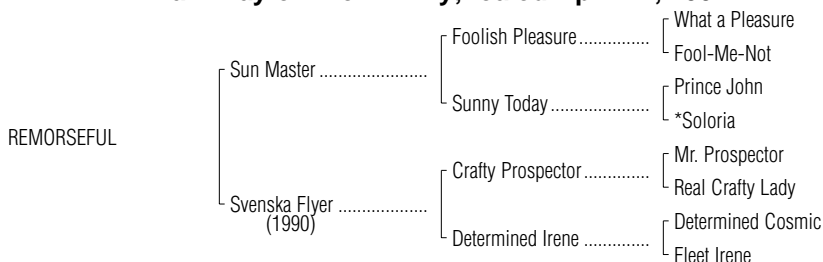 What a Pleasure
Foolish Pleasure...............
Fool-Me-Not
Sun Master .......................
Prince John
Sunny Today.....................
*Soloria
REMORSEFUL
Mr. Prospector
Crafty Prospector..............
Real Crafty Lady
Svenska Flyer ...................
(1990)
Determined Cosmic
Determined Irene ..............
Fleet Irene